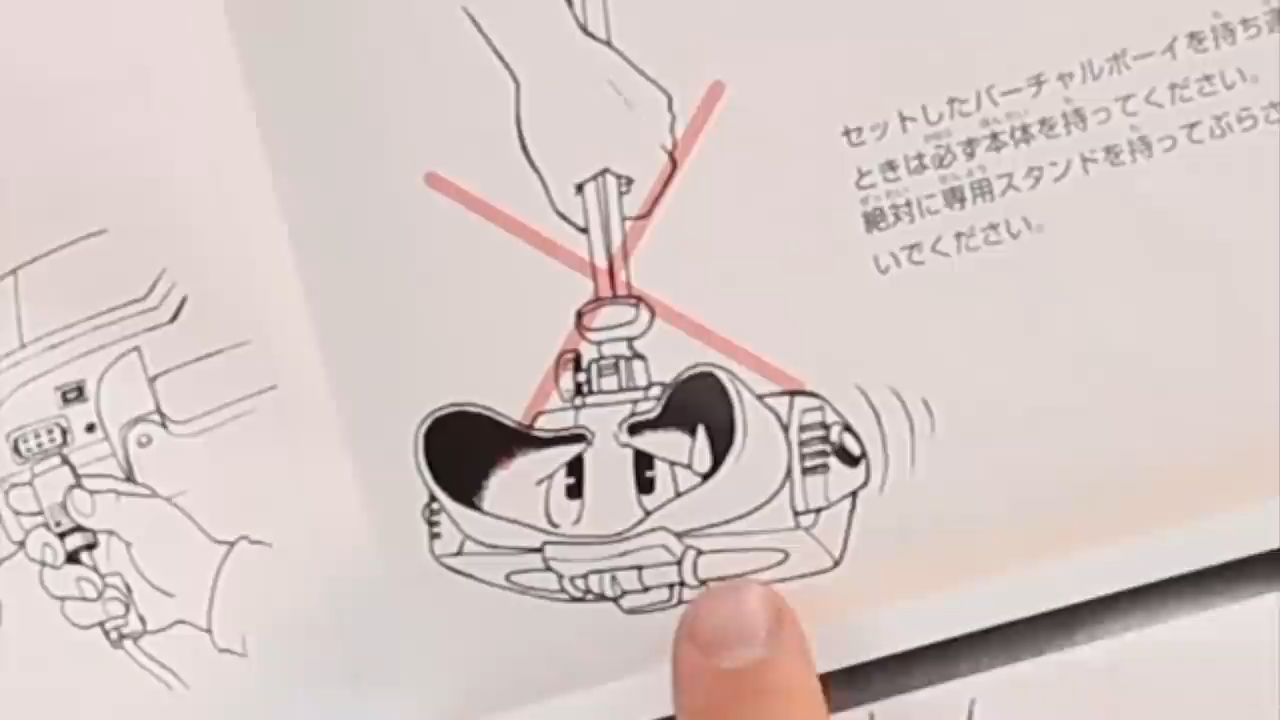 セットしたバーチャルボーイを持ち
ときは必ず本体を持ってください。
絶対に専用スタンドを持ってぶらさ
いでください。